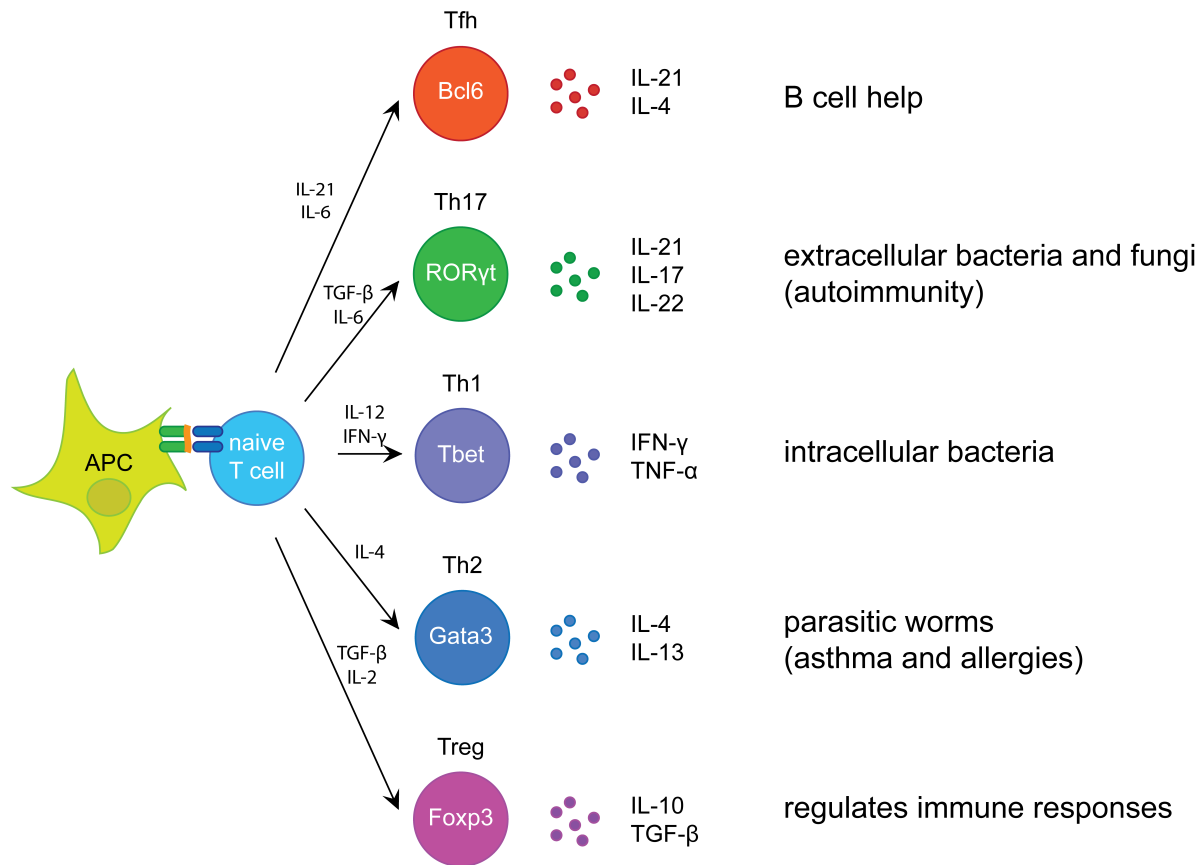 Tfh
Bcl6
IL-21
IL-4
B cell help
IL-21
IL-6
Th17
RORγt
IL-21
IL-17
IL-22
extracellular bacteria and fungi
(autoimmunity)
TGF-β
IL-6
APC
naive
T cell
IL-12
IFN-γ
Th1
Tbet
IFN-γ
TNF-α
intracellular bacteria
IL-4
Th2
Gata3
IL-4
IL-13
parasitic worms
(asthma and allergies)
TGF-β
IL-2
Treg
Foxp3
IL-10
TGF-β
regulates immune responses